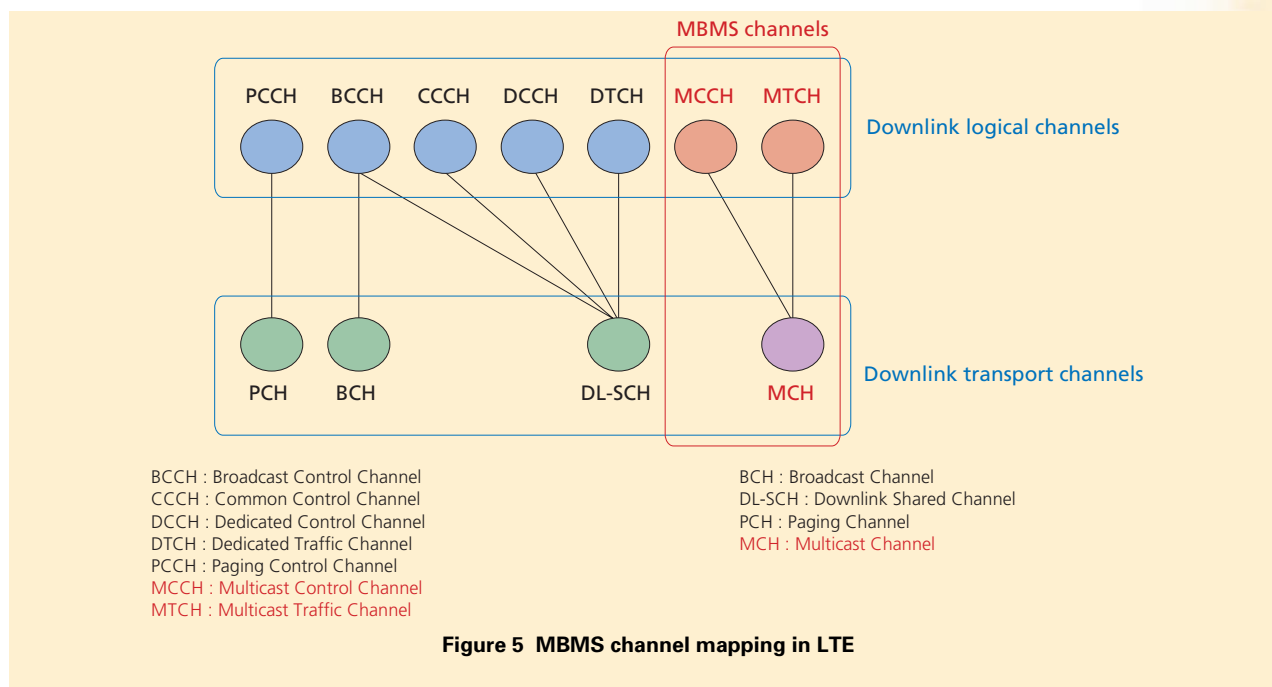 MBMS channels
PCCH BCCH CCCH DCCH DTCH MCCH MTCH
Downlink logical channels
Downlink transport channels
PCH BCH DL-SCH MCH
BCCH : Broadcast Control Channel
CCCH : Common Control Channel
DCCH : Dedicated Control Channel
DTCH : Dedicated Traffic Channel
PCCH : Paging Control Channel
MCCH : Multicast Control Channel
MTCH : Multicast Traffic Channel
BCH : Broadcast Channel
DL-SCH : Downlink Shared Channel
PCH : Paging Channel
MCH : Multicast Channel
Figure 5 MBMS channel mapping in LTE